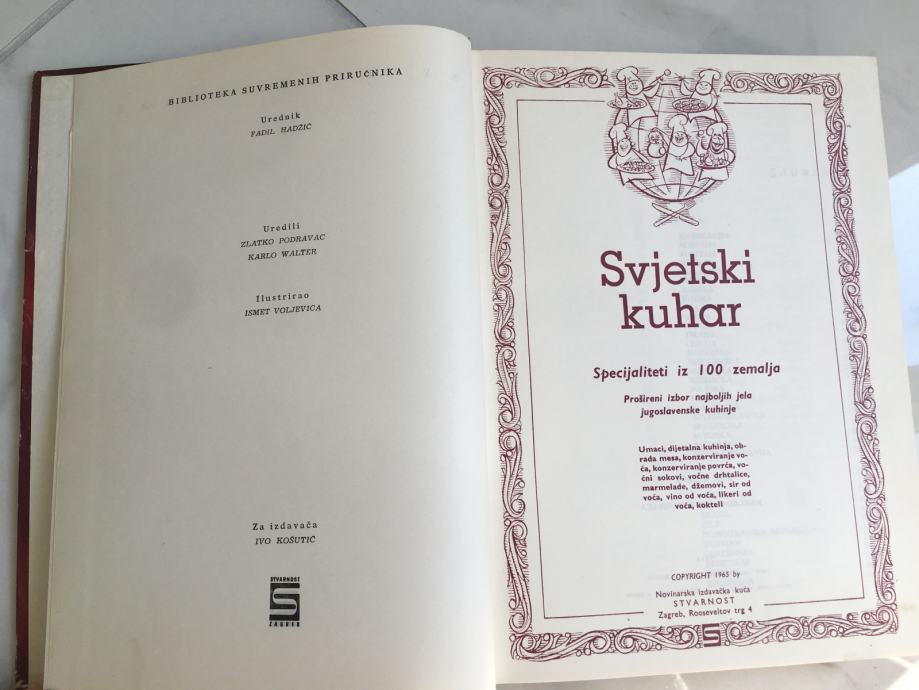 BIBLIOTEKA SUVREMENIH PRIRUČNIKA
Urednik
FADIL HADŽIĆ
Uredili
ZLATKO PODRAVAC
KARLO WALTER
Ilustrirao
ISMET VOLJEVICA
Za izdavača
IVO KOŠUTIĆ
STVARNOST
ZAGREB
Svjetski
kuhar
Specijaliteti iz 100 zemalja
Prošireni izbor najboljih jela
jugoslavenske kuhinje
Umaci, dijetalna kuhinja, ob-
rada mesa, konzerviranje vo-
ća, konzerviranje povrća, vo-
ćni sokovi, voćne drhtalice,
marmelade, džemovi, sir od
voća, vino od voća, likeri od
voća, kokteli
COPYRIGHT 1965 by
Novinarska izdavačka kuća
STVARNOST
Zagreb, Rooseveltov trg 4